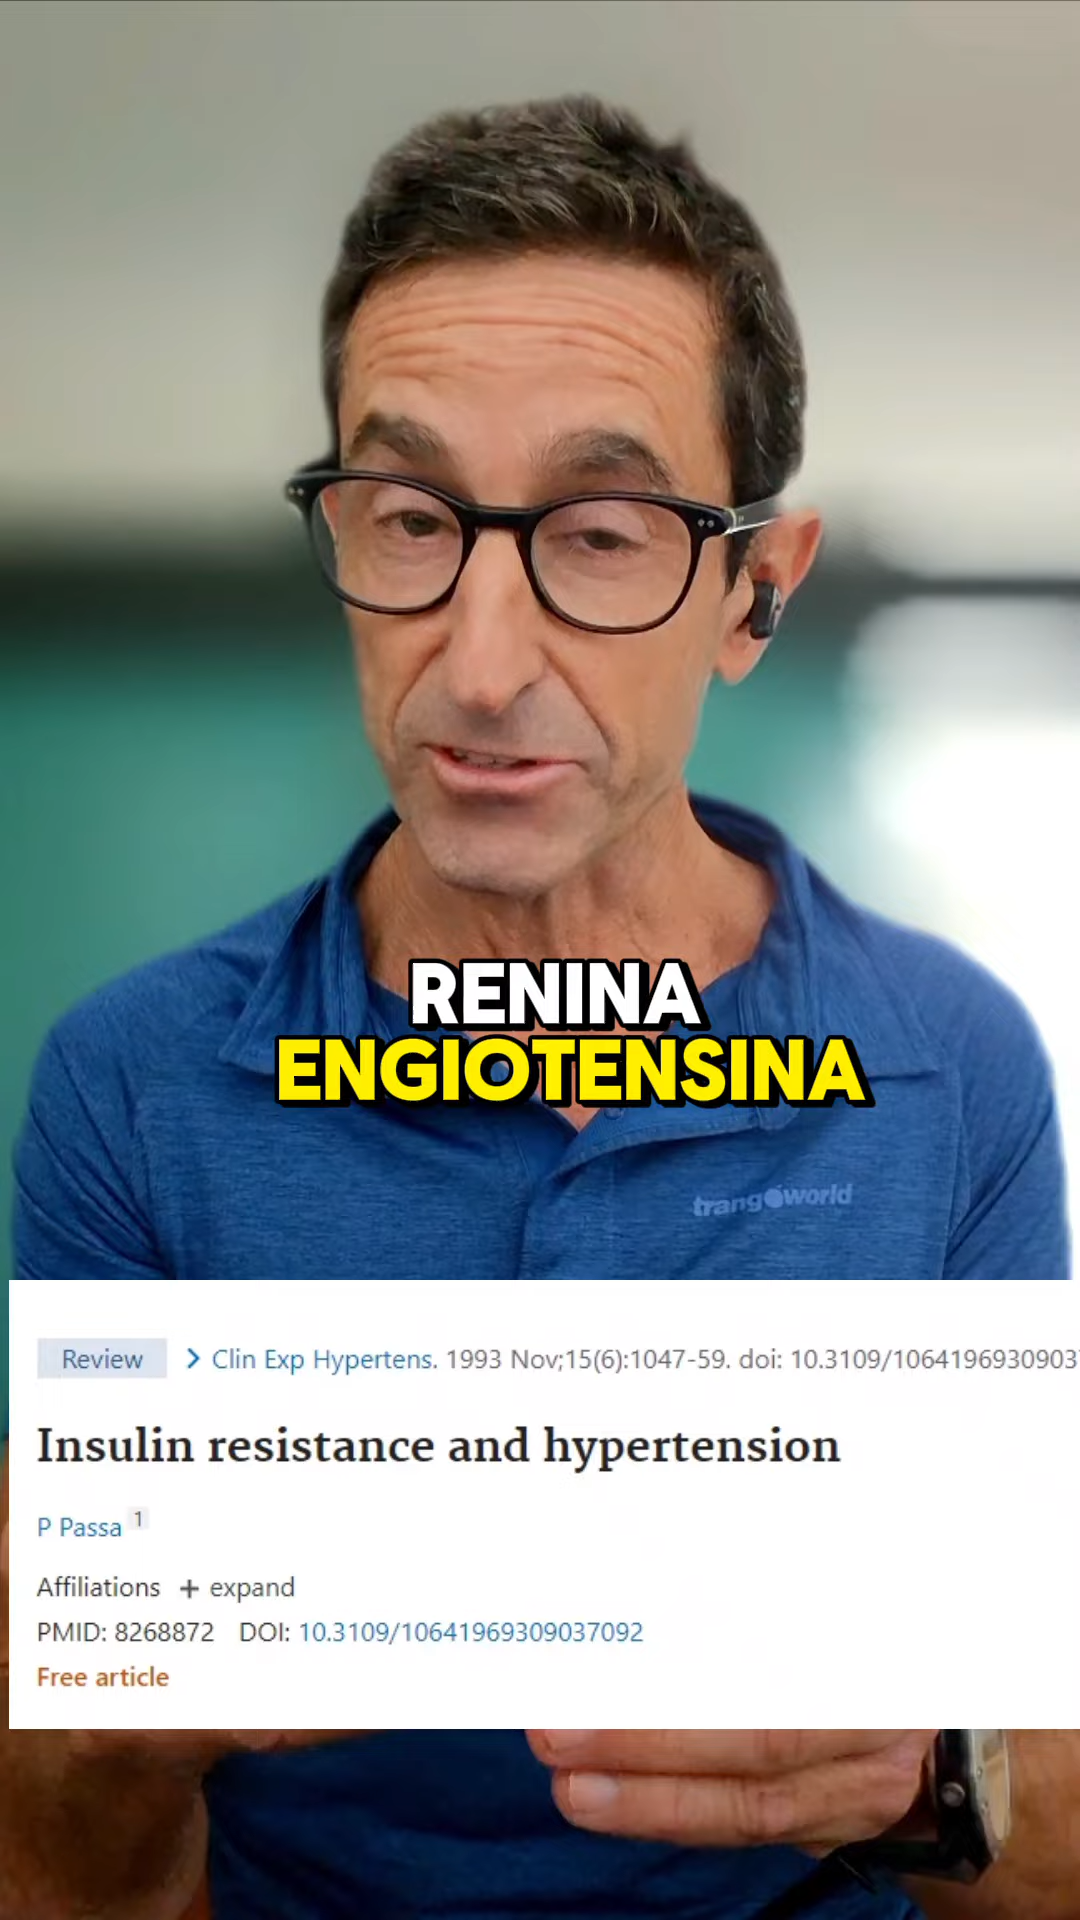 RENINA
ENGIOTENSINA
trangoworld
Review > Clin Exp Hypertens. 1993 Nov;15(6):1047-59. doi: 10.3109/10641969309037
Insulin resistance and hypertension
P Passa 1
Affiliations + expand
PMID: 8268872 DOI: 10.3109/10641969309037092
Free article